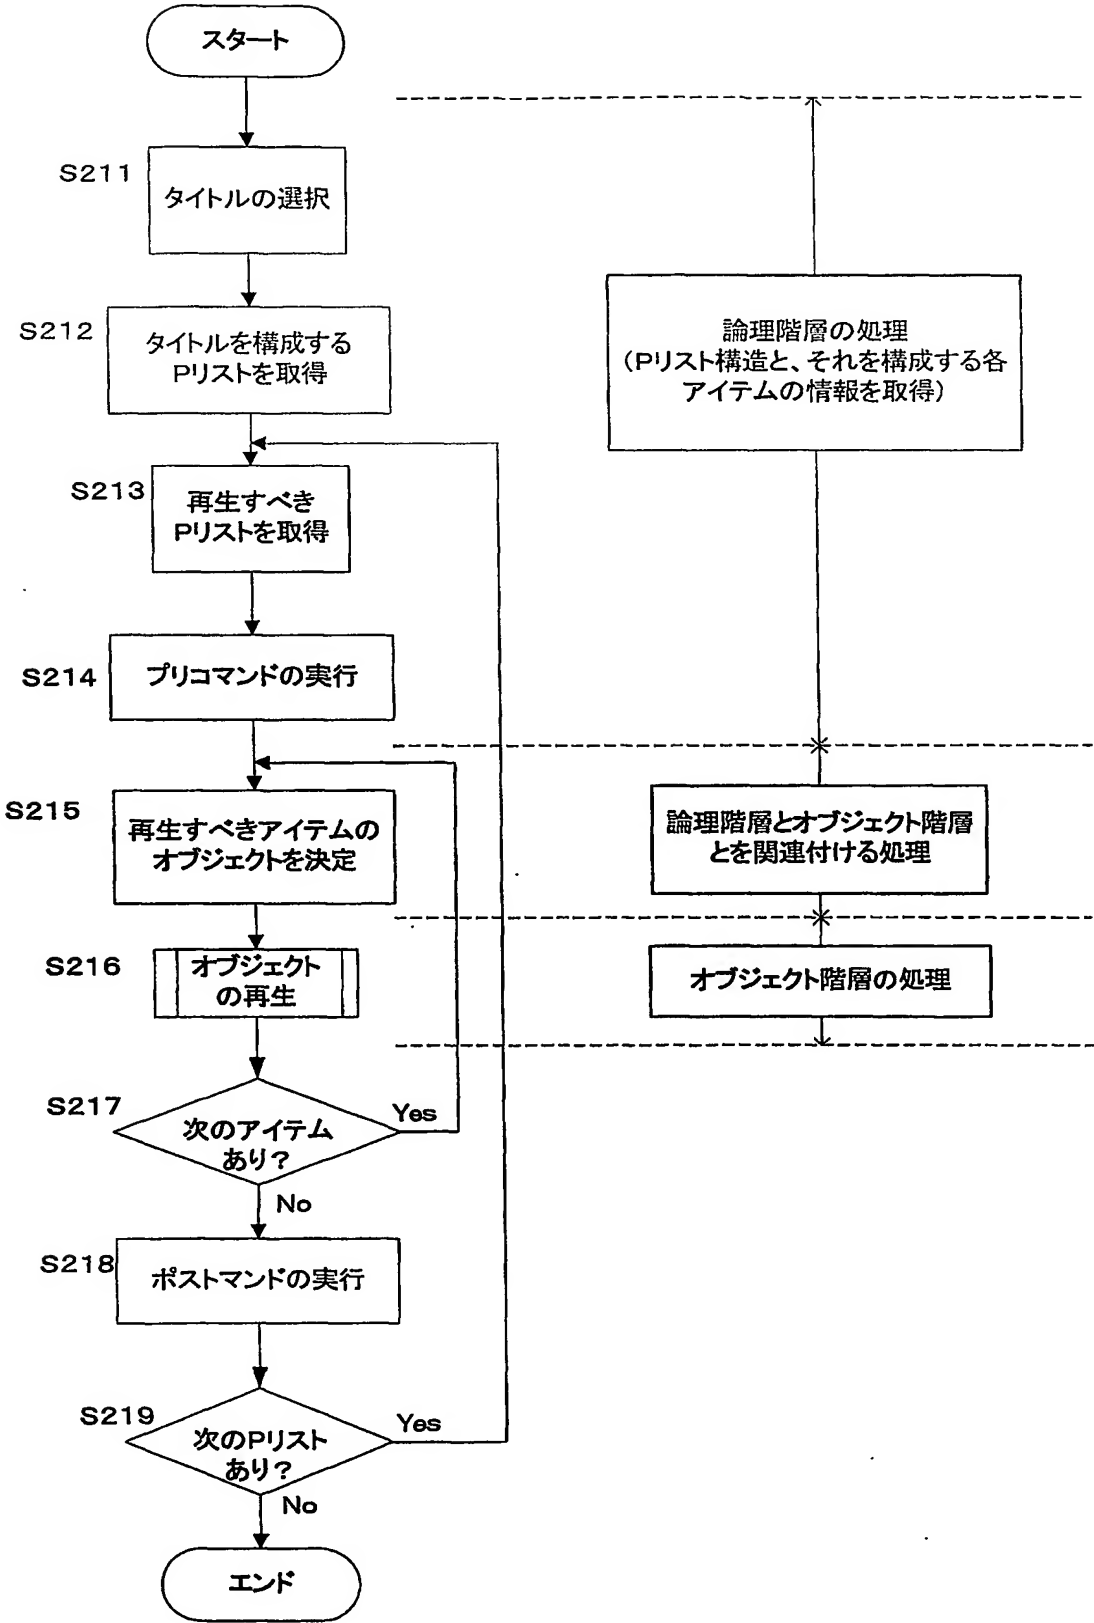 スタート
S211
タイトルの選択
S212
タイトルを構成する
Pリストを取得
論理階層の処理
(Pリスト構造と、それを構成する各
アイテムの情報を取得)
S213
再生すべき
Pリストを取得
S214
プリコマンドの実行
S215
再生すべきアイテムの
オブジェクトを決定
論理階層とオブジェクト階層
とを関連付ける処理
S216
オブジェクト
の再生
オブジェクト階層の処理
S217
次のアイテム
あり?
Yes
No
S218
ポストマンドの実行
S219
次のPリスト
あり?
Yes
No
エンド